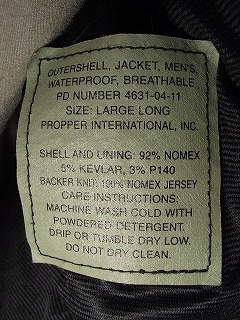 OUTERSHELL, JACKET, MEN'S,
WATERPROOF, BREATHABLE
PD NUMBER 4631-04-11
SIZE: LARGE LONG
PROPPER INTERNATIONAL, INC.
SHELL AND LINING: 92% NOMEX
5% KEVLAR, 3% P140
BACKER KNIT: 100% NOMEX JERSEY
CARE INSTRUCTIONS:
MACHINE WASH COLD WITH
POWDERED DETERGENT.
DRIP OR TUMBLE DRY LOW.
DO NOT DRY CLEAN.